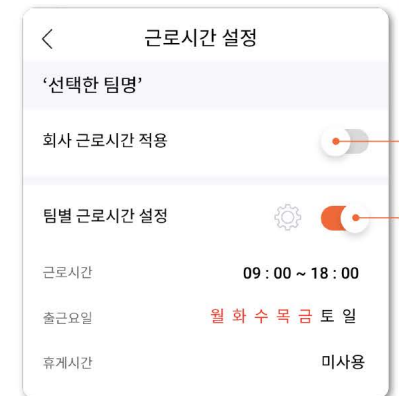 근로시간 설정
‘선택한 팀명’
회사 근로시간 적용
팀별 근로시간 설정
근로시간 09 : 00 ~ 18 : 00
출근요일 월 화 수 목 금 토 일
휴게시간 미사용